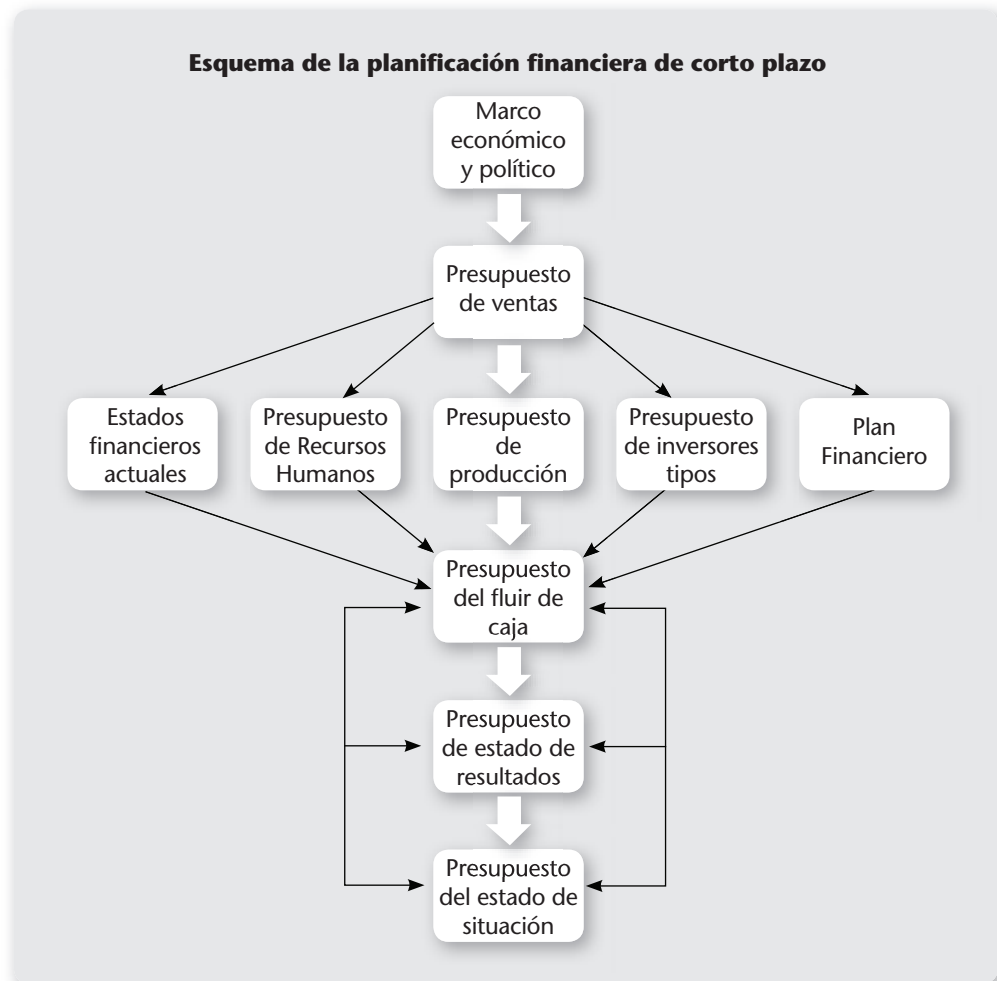 Esquema de la planificación financiera de corto plazo
Marco
económico
y político
Presupuesto
de ventas
Estados
financieros
actuales
Presupuesto
de Recursos
Humanos
Presupuesto
de
producción
Presupuesto
de inversores
tipos
Plan
Financiero
Presupuesto
del fluir de
caja
Presupuesto
de estado de
resultados
Presupuesto
del estado de
situación